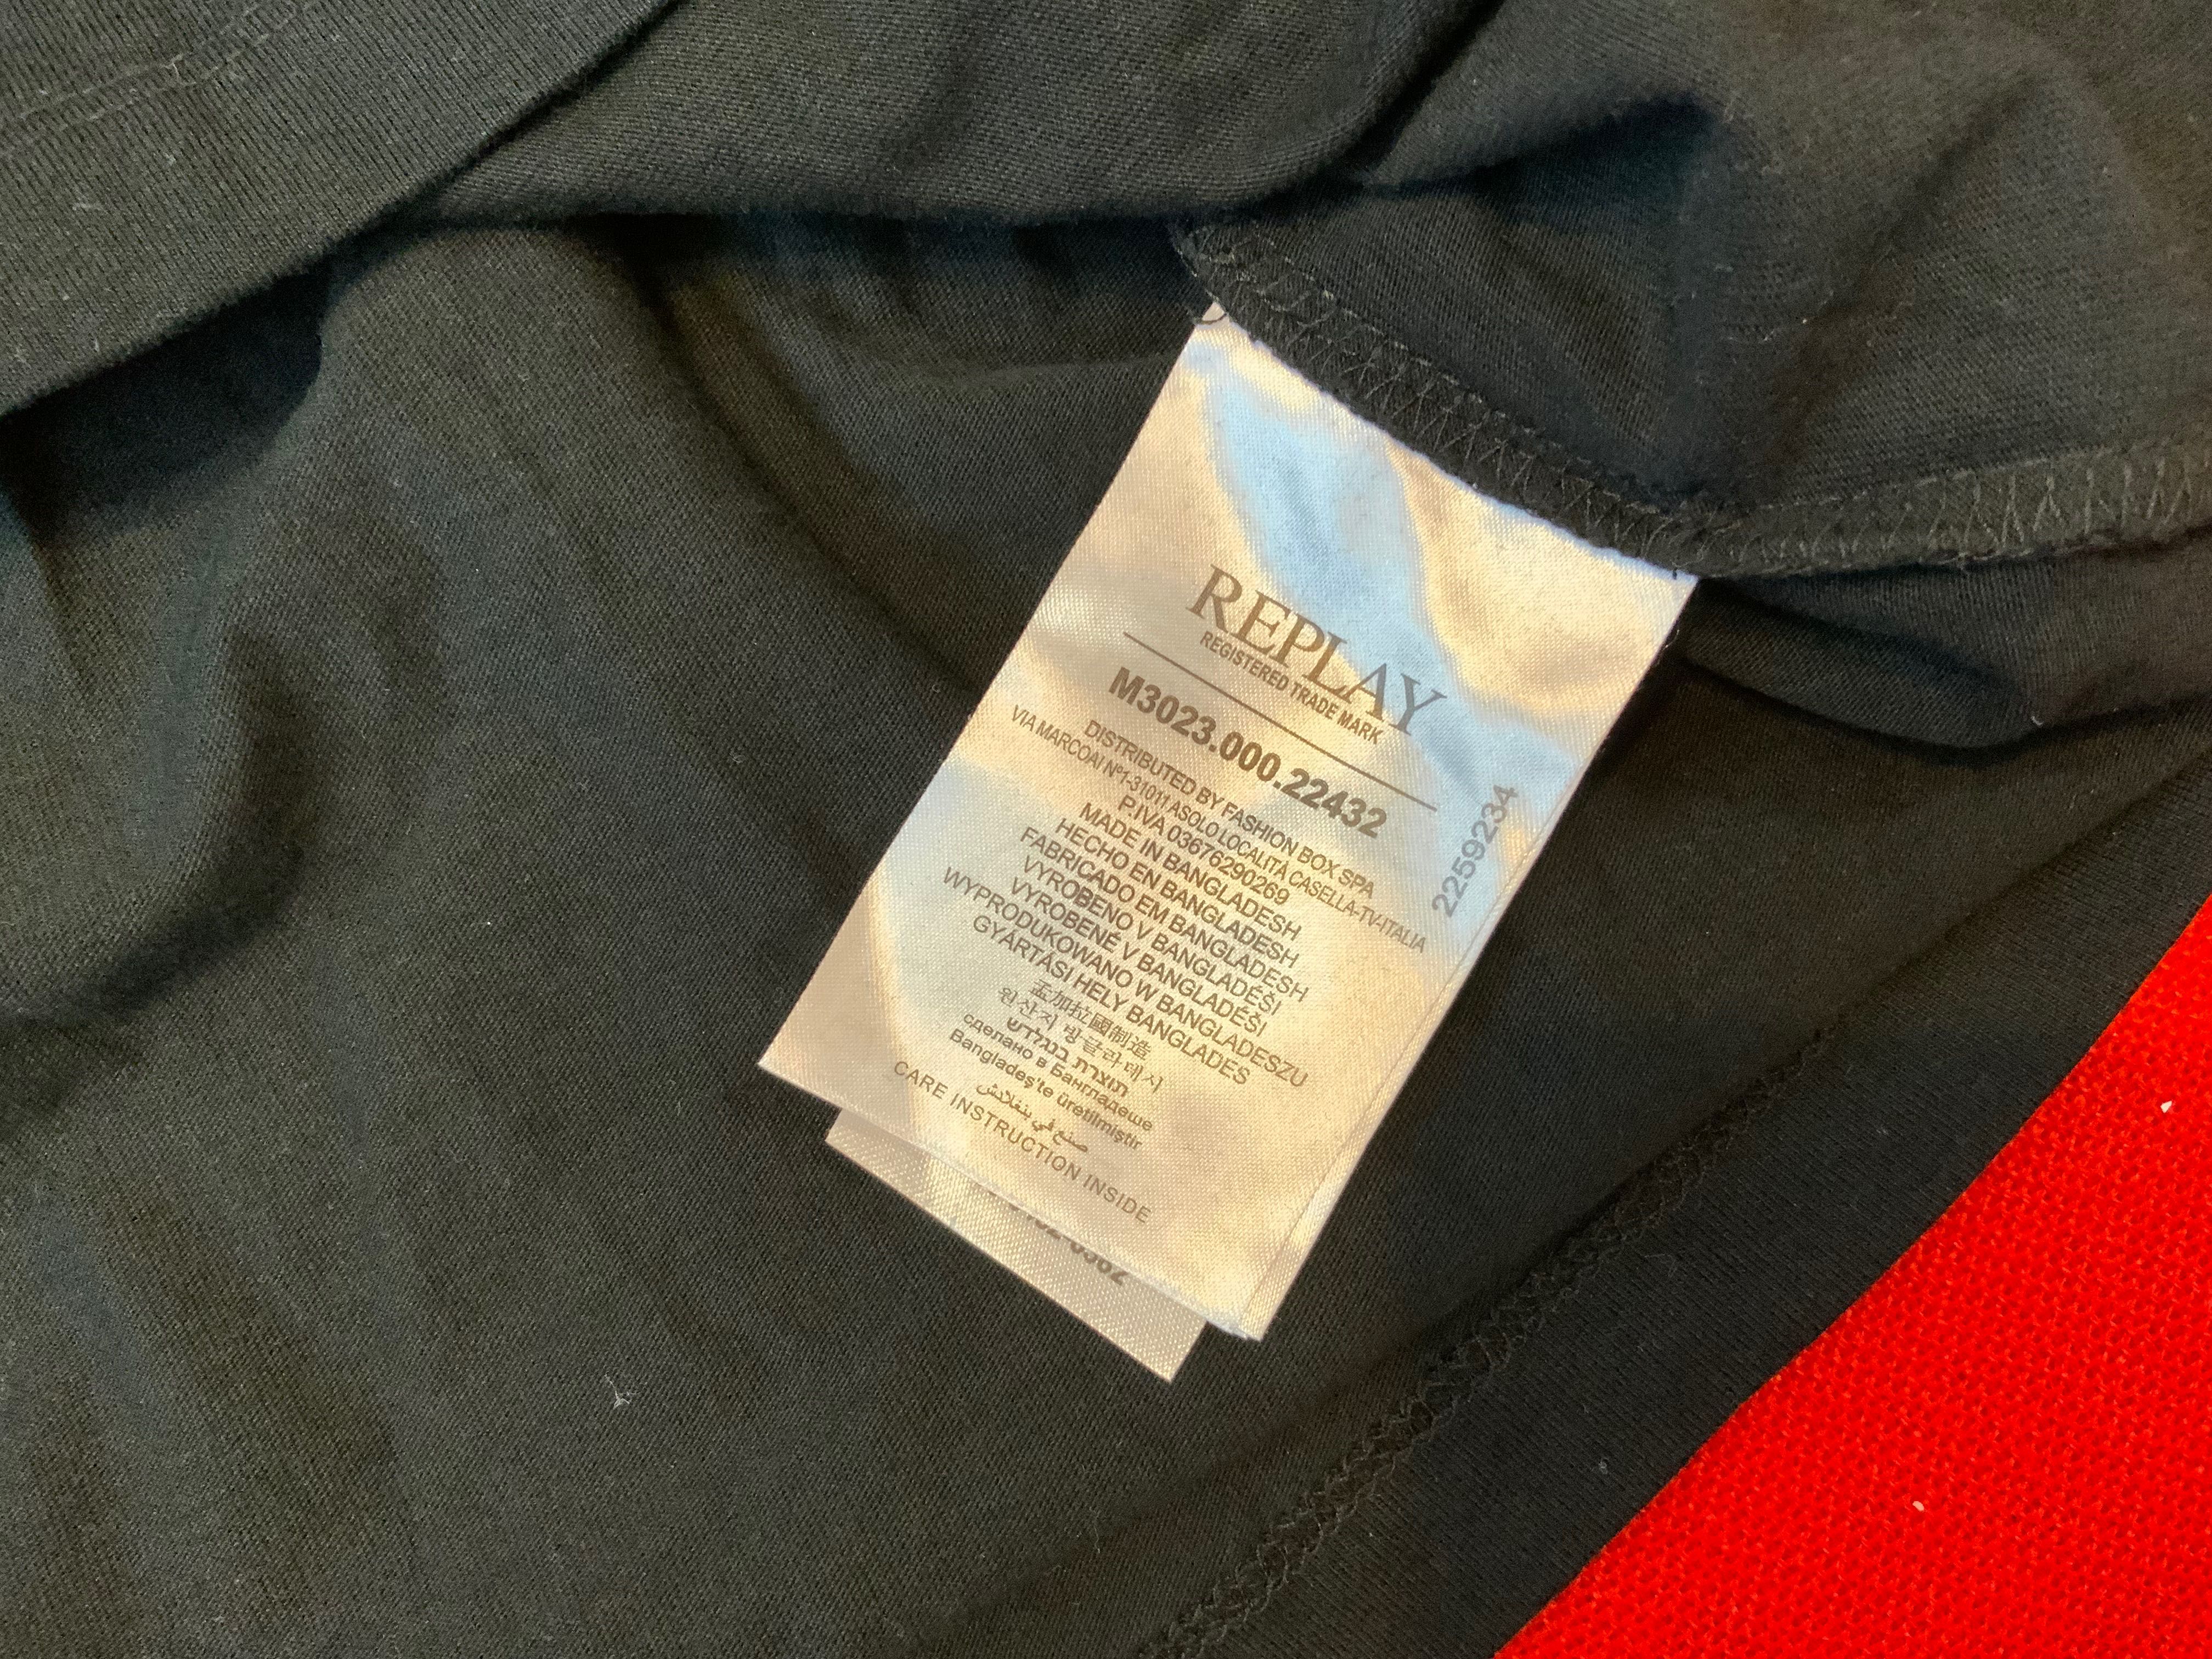 REPLAY
REGISTERED TRADE MARK
M3023.000.22432
DISTRIBUTED BY FASHION BOX SPA
VIA MARCOAI Nº1-31011 ASOLO LOCALITÀ CASELLA-TV-ITALIA
P.IVA 03676290269
MADE IN BANGLADESH
HECHO EN BANGLADESH
FABRICADO EM BANGLADESH
VYROBENO V BANGLADÉŠI
VYROBENÉ V BANGLADÉŠI
WYPRODUKOWANO W BANGLADESZU
GYÁRTÁSI HELY BANGLADES
孟加拉國制造
원산지 방글라데시
תוצרת בנגלדש
сделано в Бангладеше
Bangladeş'te üretilmiştir
صنع في بنغلادش
CARE INSTRUCTION INSIDE
2259234